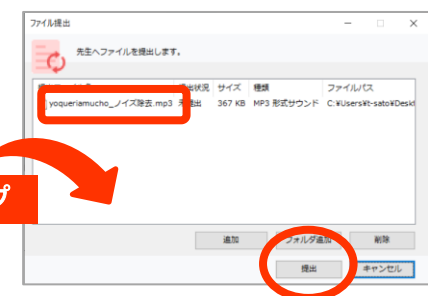 ファイル提出
先生へファイルを提出します。
出状況 サイズ 種類 ファイルパス
yoqueriamucho_ノイズ除去.mp3 未提出 367 KB MP3 形式サウンド C:¥Users¥t-sato¥Deskt
プ
追加 フォルダ追加 削除
提出 キャンセル